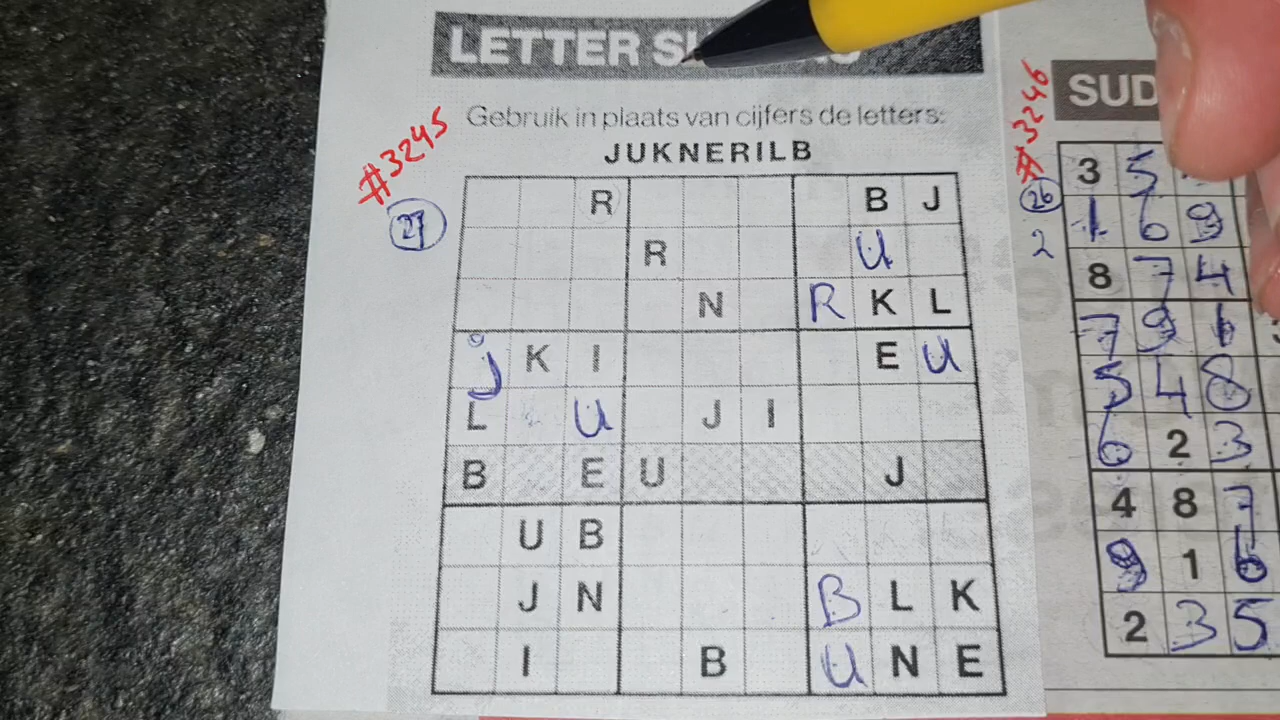 LETTER
SUD
#3245
#3246
Gebruik in plaats van cijfers de letters:
JUKNERILB
27
26
2
R B J
R U
N R K L
J K I E U
L U J I
B E U J
U B
J N B L K
I B U N E
3 5
1 6 9
8 7 4
7 9 6
5 4 8
6 2 3
4 8 7
9 1 6
2 3 5